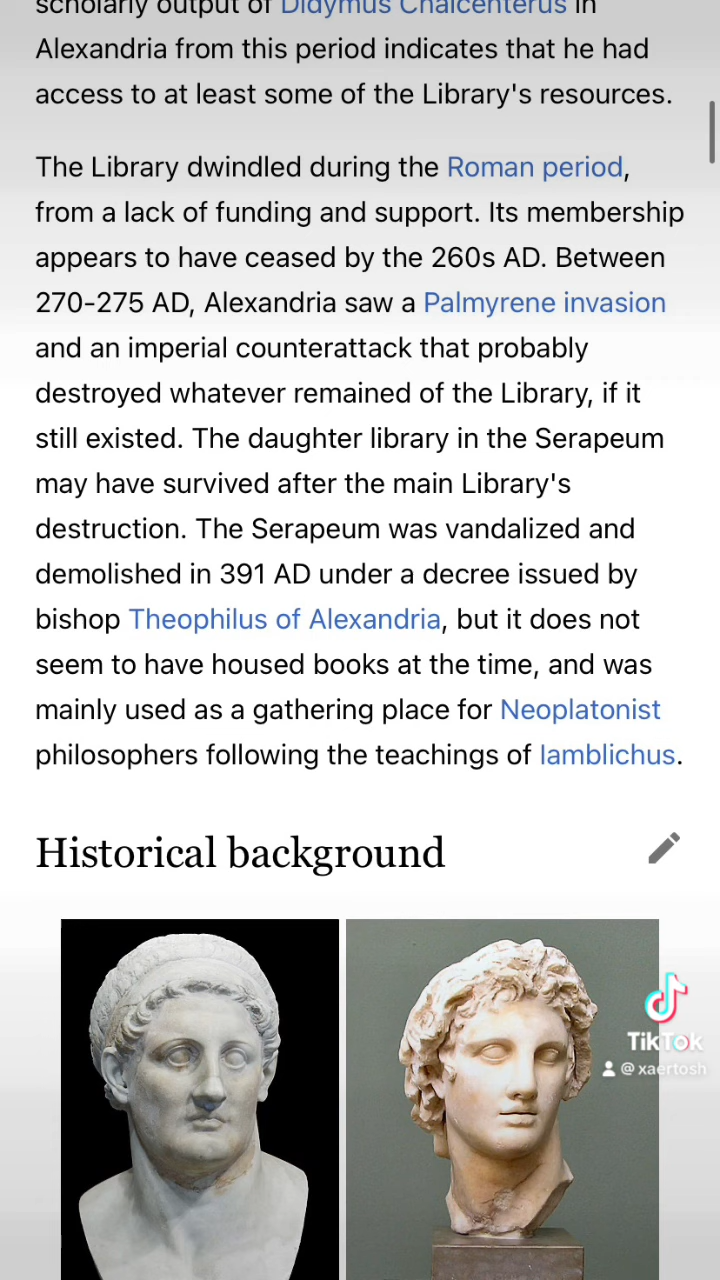 scholarly output of Didymus Chalcenterus in
Alexandria from this period indicates that he had
access to at least some of the Library's resources.
The Library dwindled during the Roman period,
from a lack of funding and support. Its membership
appears to have ceased by the 260s AD. Between
270–275 AD, Alexandria saw a Palmyrene invasion
and an imperial counterattack that probably
destroyed whatever remained of the Library, if it
still existed. The daughter library in the Serapeum
may have survived after the main Library's
destruction. The Serapeum was vandalized and
demolished in 391 AD under a decree issued by
bishop Theophilus of Alexandria, but it does not
seem to have housed books at the time, and was
mainly used as a gathering place for Neoplatonist
philosophers following the teachings of Iamblichus.
Historical background
TikTok
@xaertosh